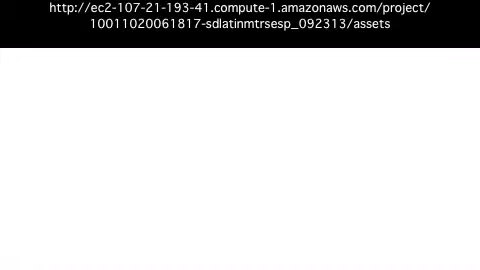 http://ec2-107-21-193-41.compute-1.amazonaws.com/project/
10011020061817-sdlatinmtrsesp_092313/assets